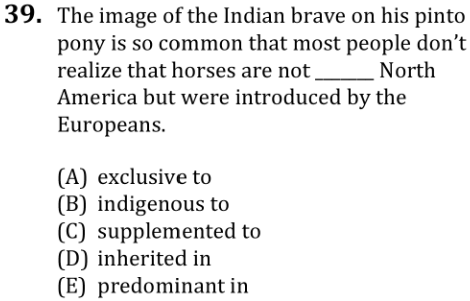 39. The image of the Indian brave on his pinto
pony is so common that most people don't
realize that horses are not ______ North
America but were introduced by the
Europeans.
(A) exclusive to
(B) indigenous to
(C) supplemented to
(D) inherited in
(E) predominant in